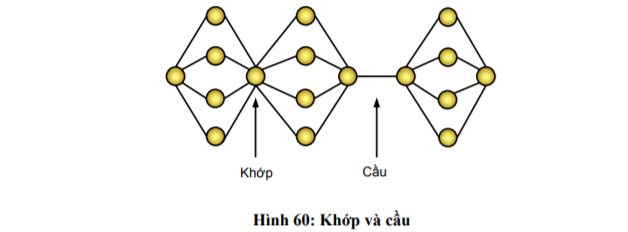 Khớp
Cầu
Hình 60: Khớp và cầu